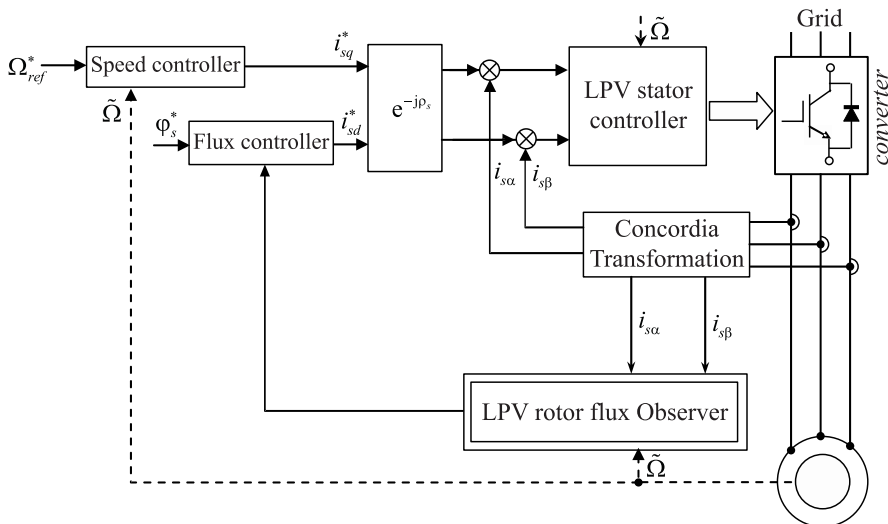 Grid
Ω*ref
Speed controller
i*sq
Ω̃
LPV stator
controller
converter
e^−jρs
Ω̃
φ*s
Flux controller
i*sd
isα
isβ
Concordia
Transformation
isα
isβ
LPV rotor flux Observer
Ω̃